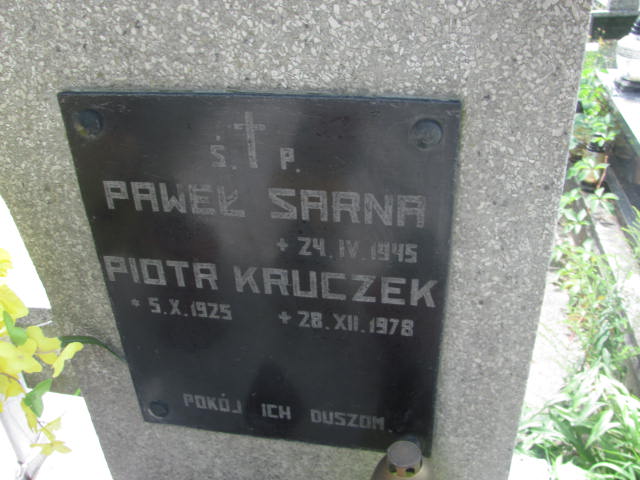 Ś. † P.
PAWEŁ SARNA
+ 24.IV.1945
PIOTR KRUCZEK
* 5.X.1925 + 28.XII.1978
POKÓJ ICH DUSZOM